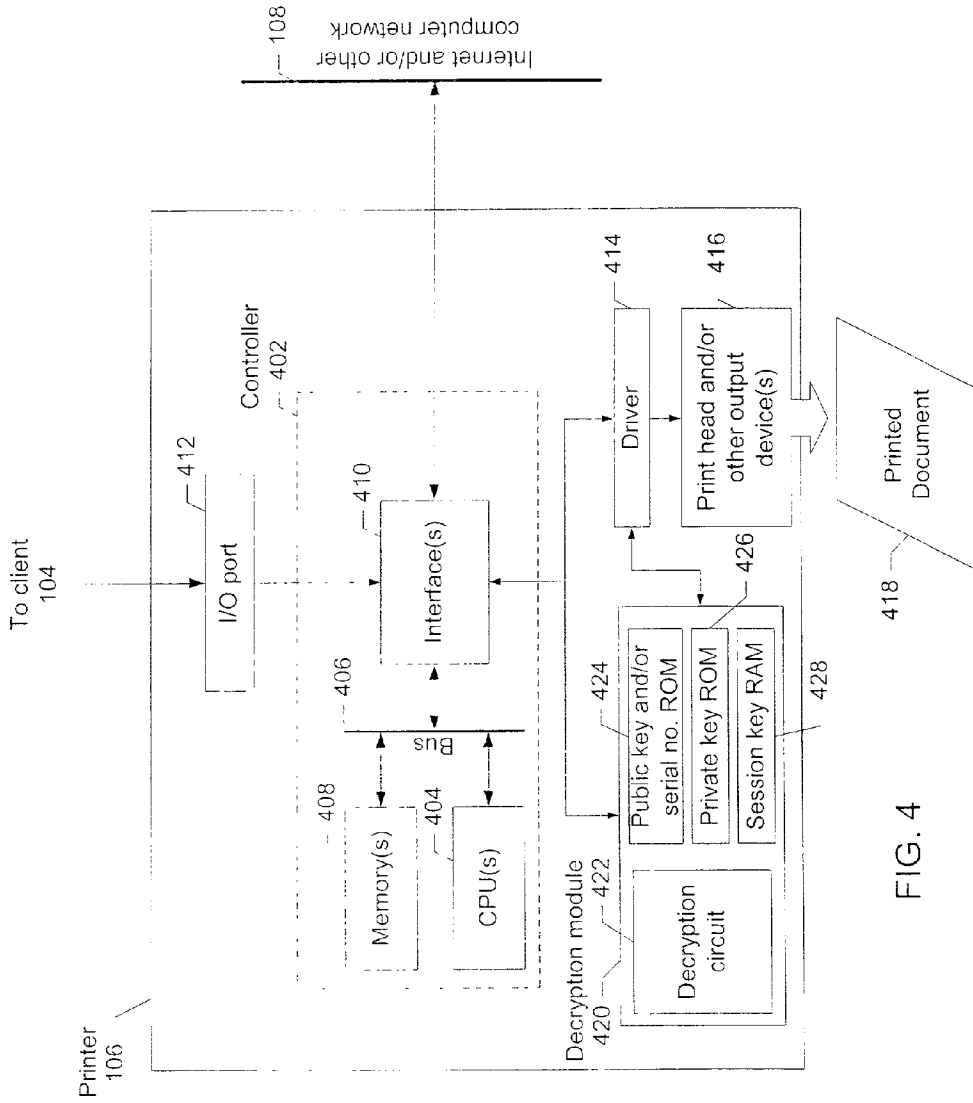 To client
104
Internet and/or other
computer network
108
Printer
106
I/O port
412
Controller
402
Memory(s)
408
CPU(s)
404
Bus
406
Interface(s)
410
Decryption module
420
Decryption
circuit
422
Public key and/or
serial no. ROM
424
Private key ROM
426
Session key RAM
428
Driver
414
Print head and/or
other output
device(s)
416
Printed
Document
418
FIG. 4